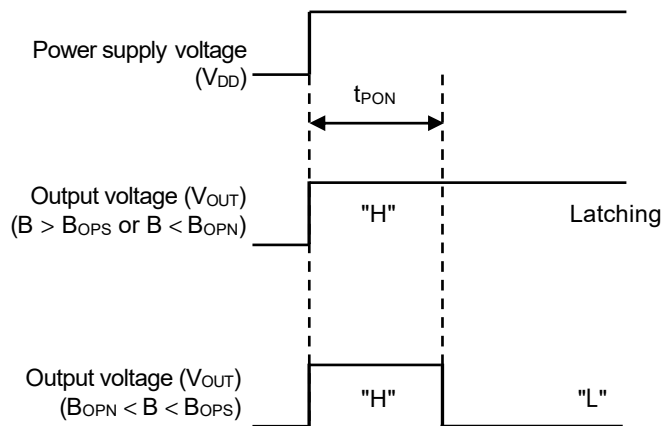 Power supply voltage
(VDD)
tPON
Output voltage (VOUT)
(B > BOPS or B < BOPN)
"H"
Latching
Output voltage (VOUT)
(BOPN < B < BOPS)
"H"
"L"